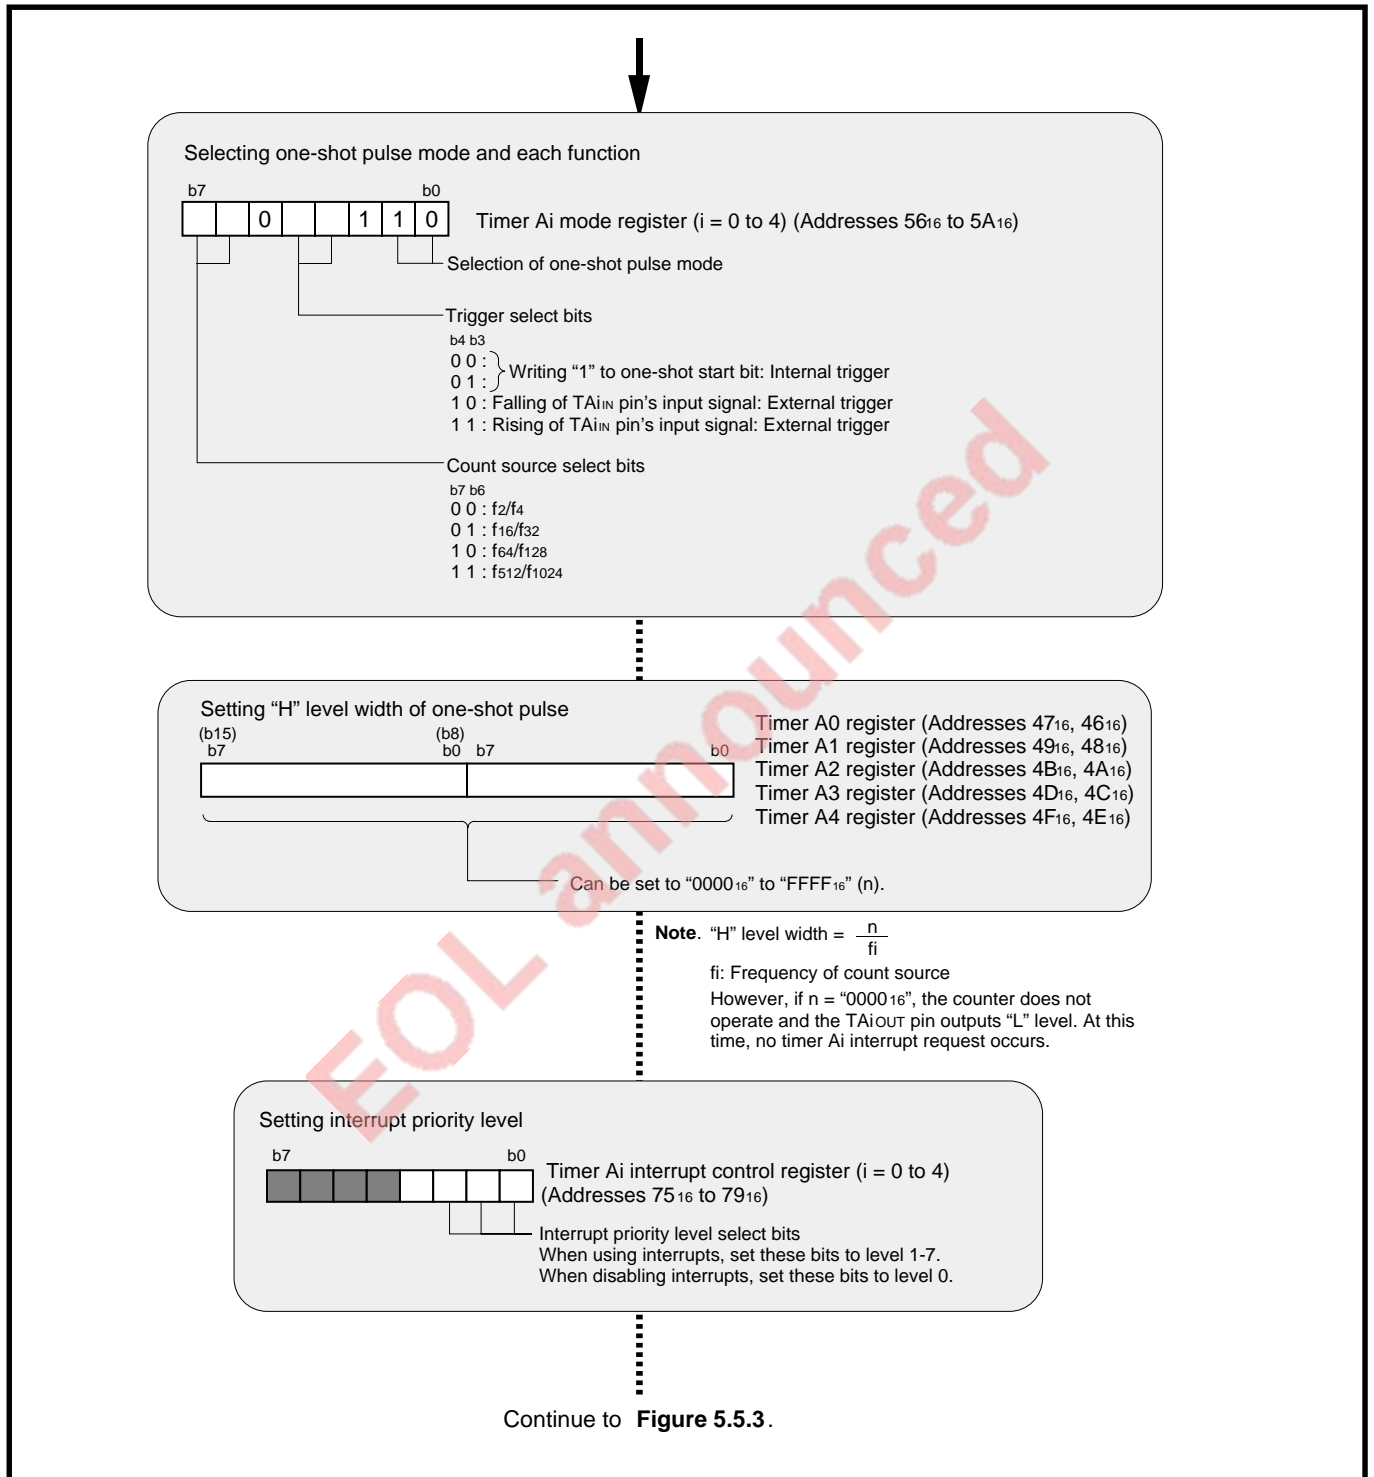 Selecting one-shot pulse mode and each function
b7 b0
0 1 1 0 Timer Ai mode register (i = 0 to 4) (Addresses 5616 to 5A16)
Selection of one-shot pulse mode
Trigger select bits
b4 b3
0 0 :
0 1 :
Writing “1” to one-shot start bit: Internal trigger
1 0 : Falling of TAiIN pin’s input signal: External trigger
1 1 : Rising of TAiIN pin’s input signal: External trigger
Count source select bits
b7 b6
0 0 : f2/f4
0 1 : f16/f32
1 0 : f64/f128
1 1 : f512/f1024
Setting “H” level width of one-shot pulse
(b15) (b8)
b7 b0 b7 b0
Timer A0 register (Addresses 4716, 4616)
Timer A1 register (Addresses 4916, 4816)
Timer A2 register (Addresses 4B16, 4A16)
Timer A3 register (Addresses 4D16, 4C16)
Timer A4 register (Addresses 4F16, 4E16)
Can be set to “000016” to “FFFF16” (n).
Note. “H” level width = n
fi
fi: Frequency of count source
However, if n = “000016”, the counter does not
operate and the TAiOUT pin outputs “L” level. At this
time, no timer Ai interrupt request occurs.
Setting interrupt priority level
b7 b0
Timer Ai interrupt control register (i = 0 to 4)
(Addresses 7516 to 7916)
Interrupt priority level select bits
When using interrupts, set these bits to level 1-7.
When disabling interrupts, set these bits to level 0.
Continue to Figure 5.5.3.
EOL announced